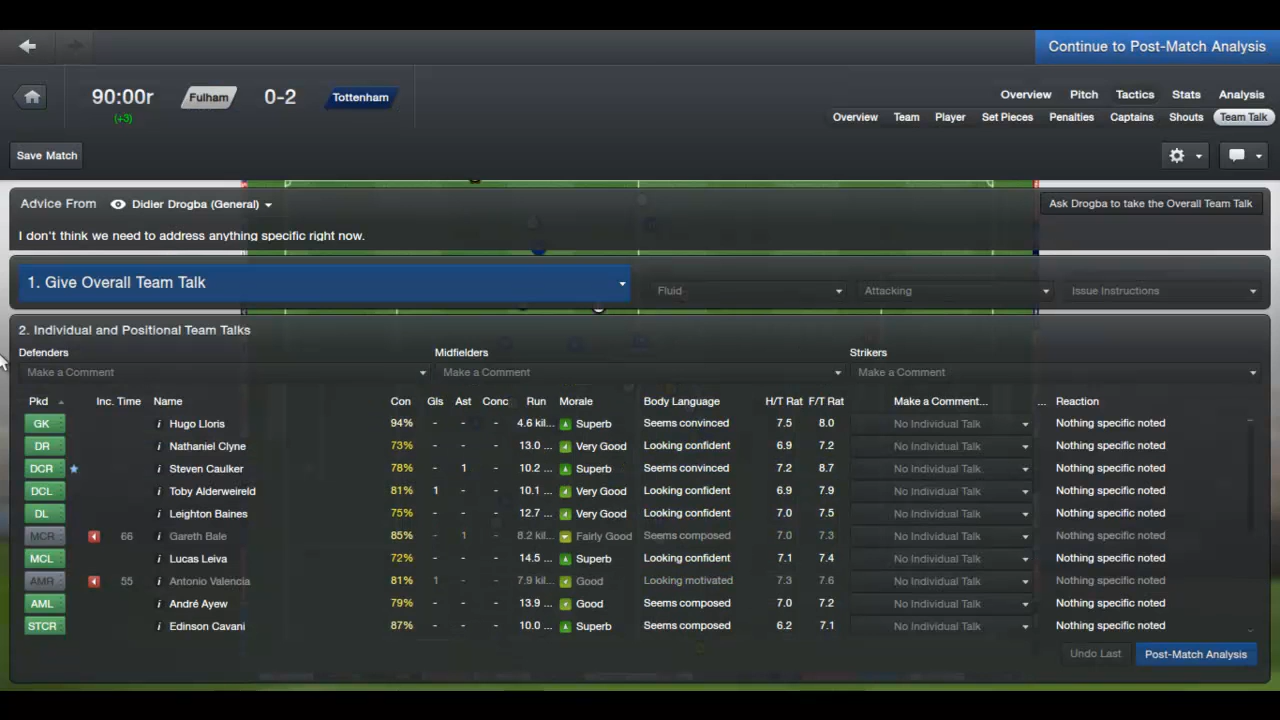 Continue to Post-Match Analysis
90:00r Fulham 0-2 Tottenham
(+3)
Overview Pitch Tactics Stats Analysis
Overview Team Player Set Pieces Penalties Captains Shouts Team Talk
Save Match
Advice From Didier Drogba (General) Ask Drogba to take the Overall Team Talk
I don't think we need to address anything specific right now.
1. Give Overall Team Talk Fluid Attacking Issue Instructions
2. Individual and Positional Team Talks
Defenders Midfielders Strikers
Make a Comment Make a Comment Make a Comment
Pkd Inc. Time Name Con Gls Ast Conc Run Morale Body Language H/T Rat F/T Rat Make a Comment... ... Reaction
GK i Hugo Lloris 94% - - - 4.6 kil... Superb Seems convinced 7.5 8.0 No Individual Talk Nothing specific noted
DR i Nathaniel Clyne 73% - - - 13.0 ... Very Good Looking confident 6.9 7.2 No Individual Talk Nothing specific noted
DCR i Steven Caulker 78% - 1 - 10.2 ... Superb Seems convinced 7.2 8.7 No Individual Talk Nothing specific noted
DCL i Toby Alderweireld 81% 1 - - 10.1 ... Very Good Looking confident 6.9 7.9 No Individual Talk Nothing specific noted
DL i Leighton Baines 75% - - - 12.7 ... Very Good Looking confident 7.0 7.5 No Individual Talk Nothing specific noted
MCR 66 i Gareth Bale 85% - 1 - 8.2 kil... Fairly Good Seems composed 7.0 7.3 No Individual Talk Nothing specific noted
MCL i Lucas Leiva 72% - - - 14.5 ... Superb Looking confident 7.1 7.4 No Individual Talk Nothing specific noted
AMR 55 i Antonio Valencia 81% 1 - - 7.9 kil... Good Looking motivated 7.3 7.6 No Individual Talk Nothing specific noted
AML i André Ayew 79% - - - 13.9 ... Good Seems composed 7.0 7.2 No Individual Talk Nothing specific noted
STCR i Edinson Cavani 87% - - - 10.0 ... Superb Seems composed 6.2 7.1 No Individual Talk Nothing specific noted
Undo Last Post-Match Analysis